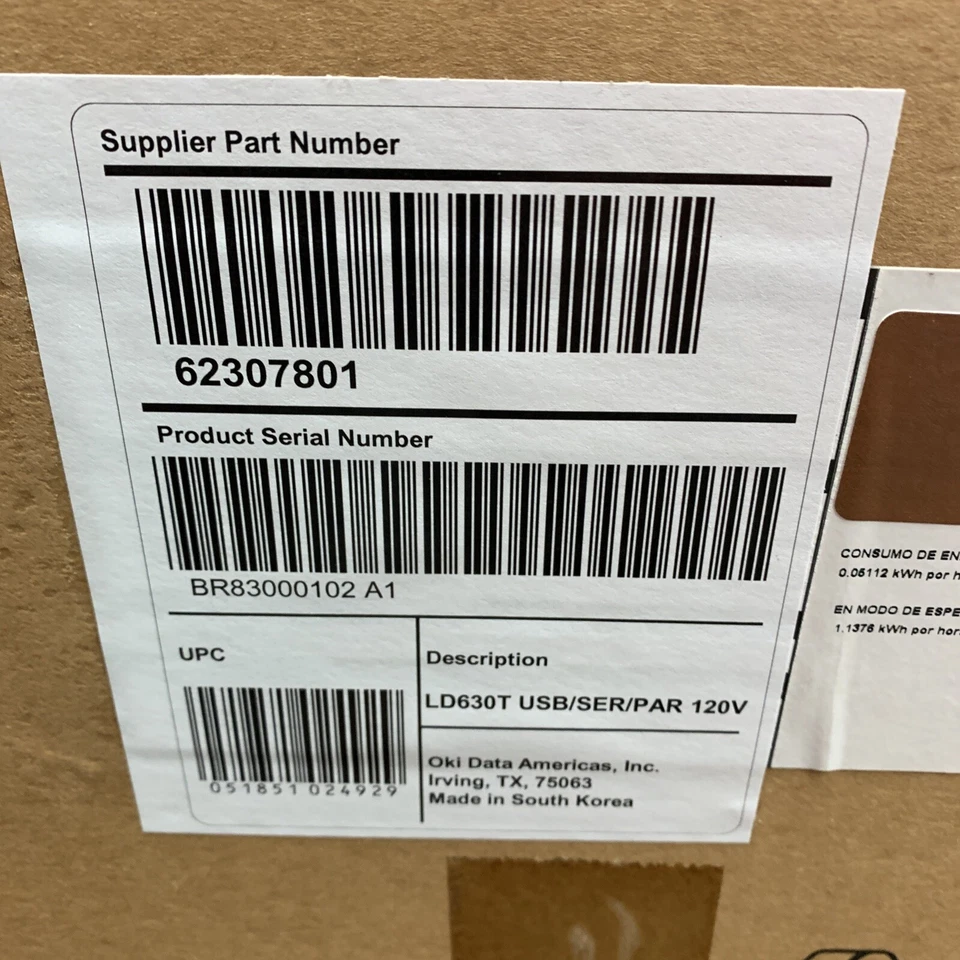 Supplier Part Number
62307801
Product Serial Number
BR83000102 A1
UPC
051851 024929
Description
LD630T USB/SER/PAR 120V
Oki Data Americas, Inc.
Irving, TX, 75063
Made in South Korea
CONSUMO DE EN
0.05112 kWh por h
EN MODO DE ESPE
1.1376 kWh por hor